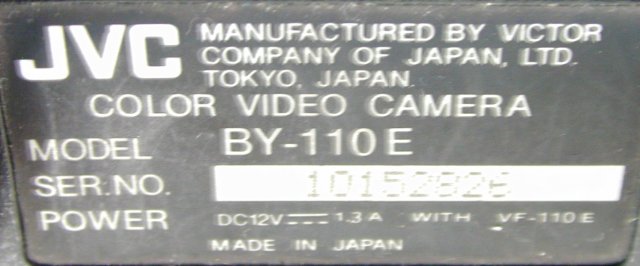 JVC MANUFACTURED BY VICTOR
COMPANY OF JAPAN, LTD.
TOKYO, JAPAN.
COLOR VIDEO CAMERA
MODEL BY-110E
SER.NO. 10152826
POWER DC12V⎓1.3A WITH VF-110E
MADE IN JAPAN